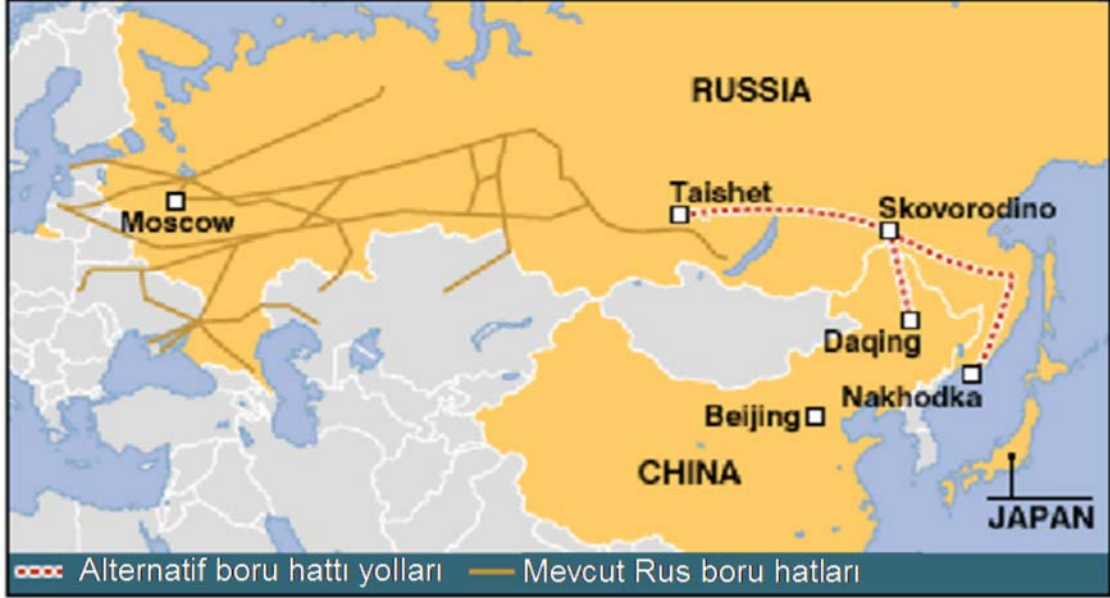 RUSSIA
Taishet
Skovorodino
Moscow
Daqing
Nakhodka
Beijing
CHINA
JAPAN
Alternatif boru hattı yolları
Mevcut Rus boru hatları